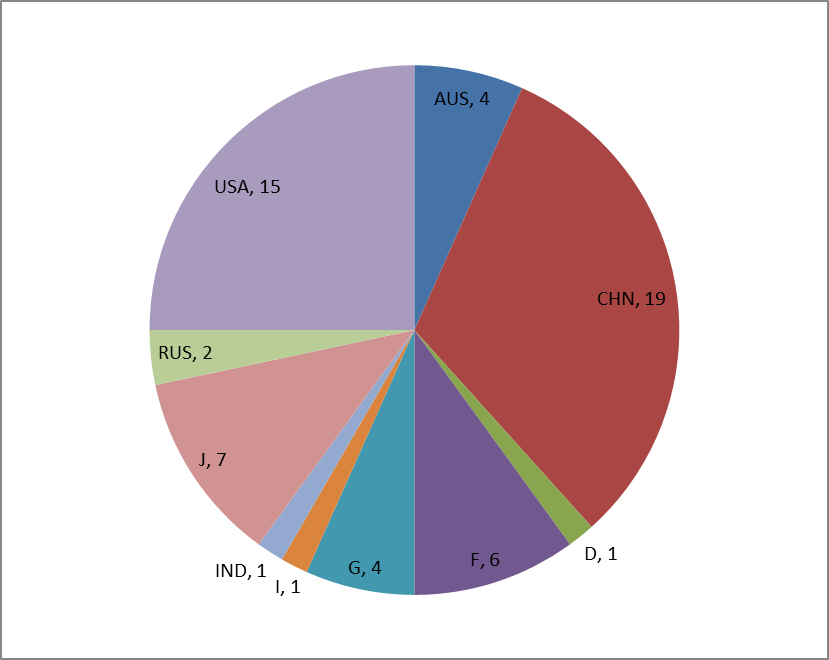 AUS, 4
CHN, 19
D, 1
F, 6
G, 4
I, 1
IND, 1
J, 7
RUS, 2
USA, 15